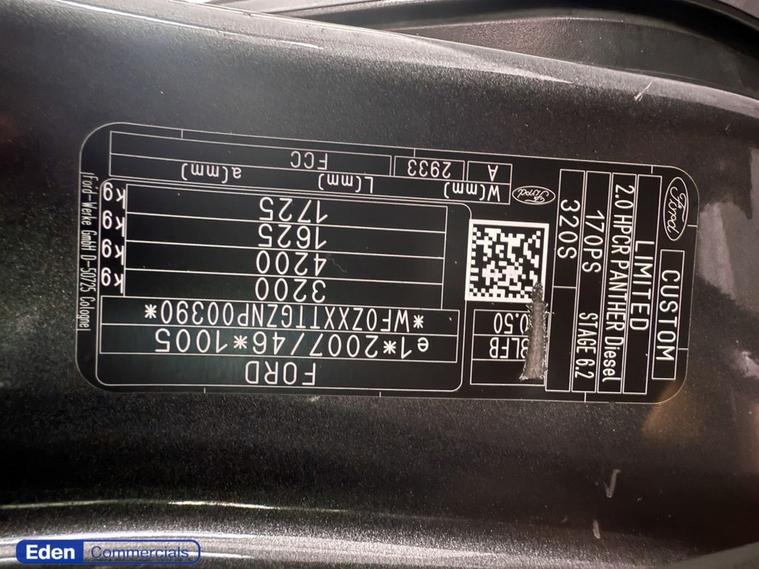 FORD
e1*2007/46*1005
*WF0ZXXTTGZNP00390*
3200 kg
4200 kg
1625 kg
1725 kg
W(mm) L(mm) a(mm)
A 2933 FCC
Ford-Werke GmbH D-50725 Cologne
Ford
Ford
CUSTOM
LIMITED
2.0 HPCR PANTHER Diesel
170PS STAGE 6.2
320S
Eden Commercials